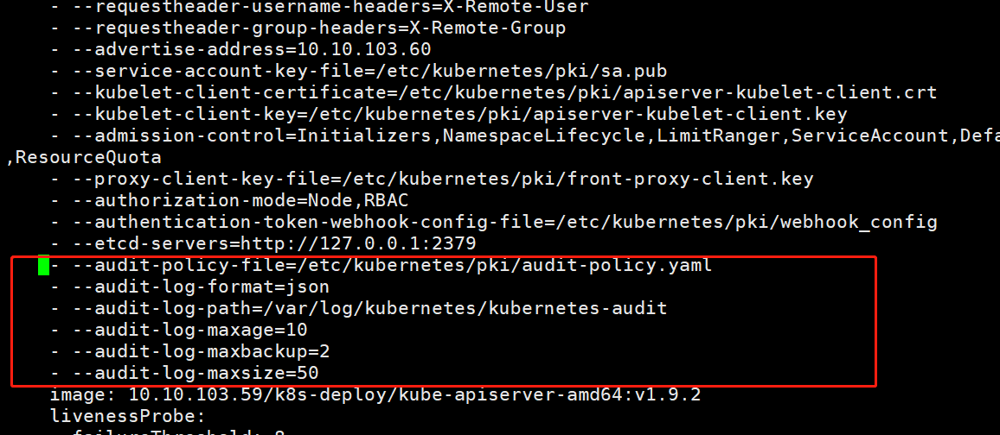 - --requestheader-username-headers=X-Remote-User
- --requestheader-group-headers=X-Remote-Group
- --advertise-address=10.10.103.60
- --service-account-key-file=/etc/kubernetes/pki/sa.pub
- --kubelet-client-certificate=/etc/kubernetes/pki/apiserver-kubelet-client.crt
- --kubelet-client-key=/etc/kubernetes/pki/apiserver-kubelet-client.key
- --admission-control=Initializers,NamespaceLifecycle,LimitRanger,ServiceAccount,Defa
,ResourceQuota
- --proxy-client-key-file=/etc/kubernetes/pki/front-proxy-client.key
- --authorization-mode=Node,RBAC
- --authentication-token-webhook-config-file=/etc/kubernetes/pki/webhook_config
- --etcd-servers=http://127.0.0.1:2379
- --audit-policy-file=/etc/kubernetes/pki/audit-policy.yaml
- --audit-log-format=json
- --audit-log-path=/var/log/kubernetes/kubernetes-audit
- --audit-log-maxage=10
- --audit-log-maxbackup=2
- --audit-log-maxsize=50
image: 10.10.103.59/k8s-deploy/kube-apiserver-amd64:v1.9.2
livenessProbe:
failureThreshold: 8